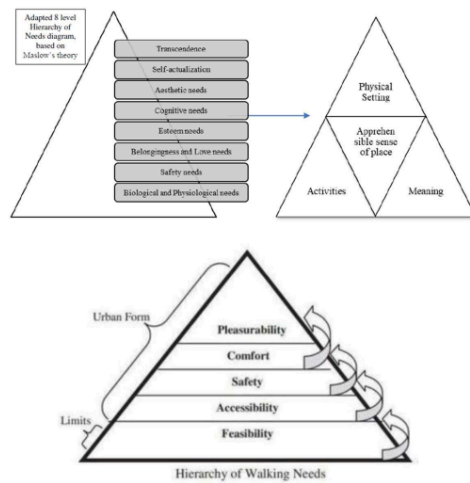 Adapted 8 level
Hierarchy of
Needs diagram,
based on
Maslow's theory
Transcendence
Self-actualization
Aesthetic needs
Cognitive needs
Esteem needs
Belongingness and Love needs
Safety needs
Biological and Physiological needs
Physical
Setting
Apprehen
sible sense
of place
Activities
Meaning
Urban Form
Pleasurability
Comfort
Safety
Accessibility
Limits
Feasibility
Hierarchy of Walking Needs